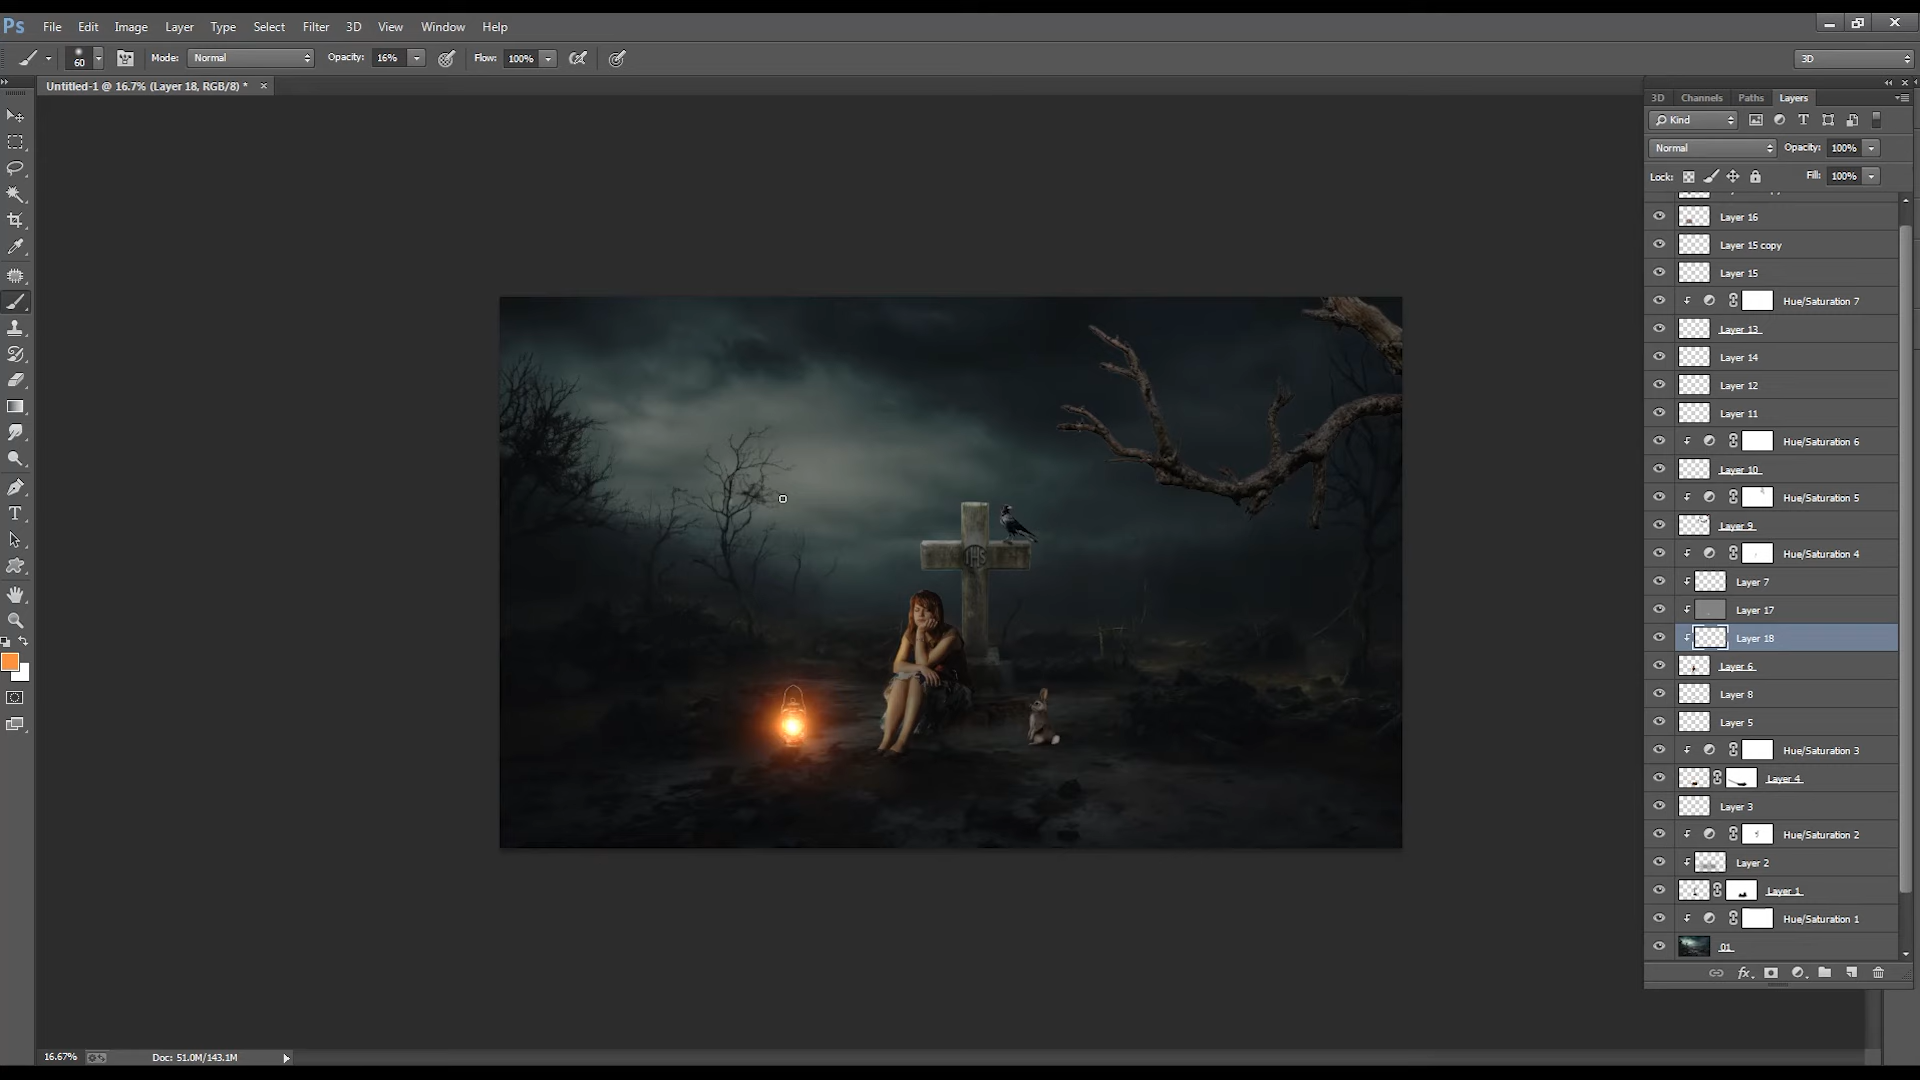 Ps File Edit Image Layer Type Select Filter 3D View Window Help
60 Mode: Normal Opacity: 16% Flow: 100% 3D
Untitled-1 @ 16.7% (Layer 18, RGB/8) * ×
3D Channels Paths Layers
Kind
Normal Opacity: 100%
Lock: Fill: 100%
Layer 16
Layer 15 copy
Layer 15
Hue/Saturation 7
Layer 13
Layer 14
Layer 12
Layer 11
Hue/Saturation 6
Layer 10
Hue/Saturation 5
Layer 9
Hue/Saturation 4
Layer 7
Layer 17
Layer 18
Layer 6
Layer 8
Layer 5
Hue/Saturation 3
Layer 4
Layer 3
Hue/Saturation 2
Layer 2
Layer 1
Hue/Saturation 1
01
IHS
fx
16.67% Doc: 51.0M/143.1M